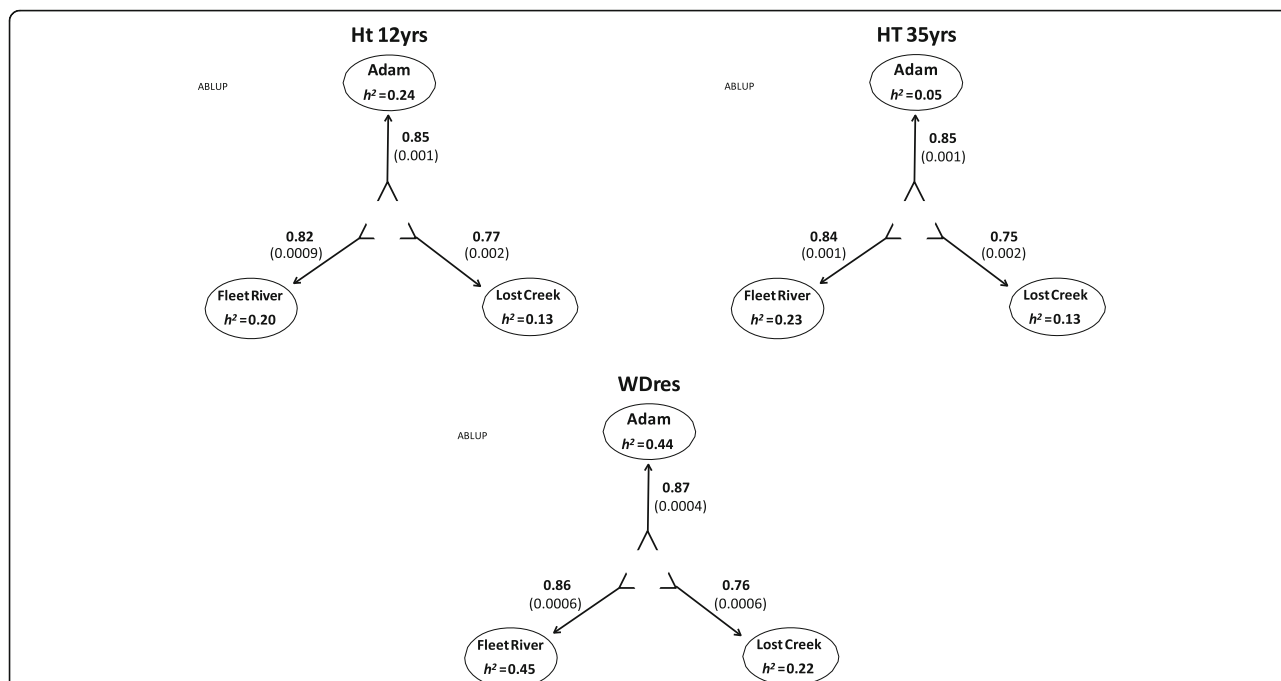 Ht 12yrs
ABLUP
Adam
h²=0.24
0.85
(0.001)
0.82
(0.0009)
0.77
(0.002)
Fleet River
h²=0.20
Lost Creek
h²=0.13
HT 35yrs
ABLUP
Adam
h²=0.05
0.85
(0.001)
0.84
(0.001)
0.75
(0.002)
Fleet River
h²=0.23
Lost Creek
h²=0.13
WDres
ABLUP
Adam
h²=0.44
0.87
(0.0004)
0.86
(0.0006)
0.76
(0.0006)
Fleet River
h²=0.45
Lost Creek
h²=0.22